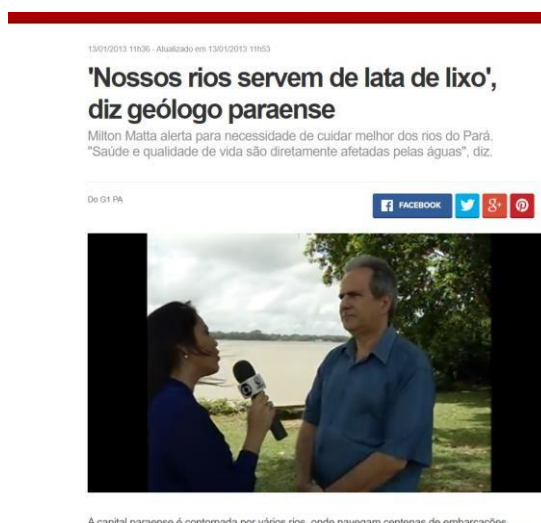 13/01/2013 11h36 - Atualizado em 13/01/2013 11h53
'Nossos rios servem de lata de lixo',
diz geólogo paraense
Milton Matta alerta para necessidade de cuidar melhor dos rios do Pará.
"Saúde e qualidade de vida são diretamente afetadas pelas águas", diz.
Do G1 PA
FACEBOOK
A capital paraense é contornada por vários rios, onde navegam centenas de embarcações